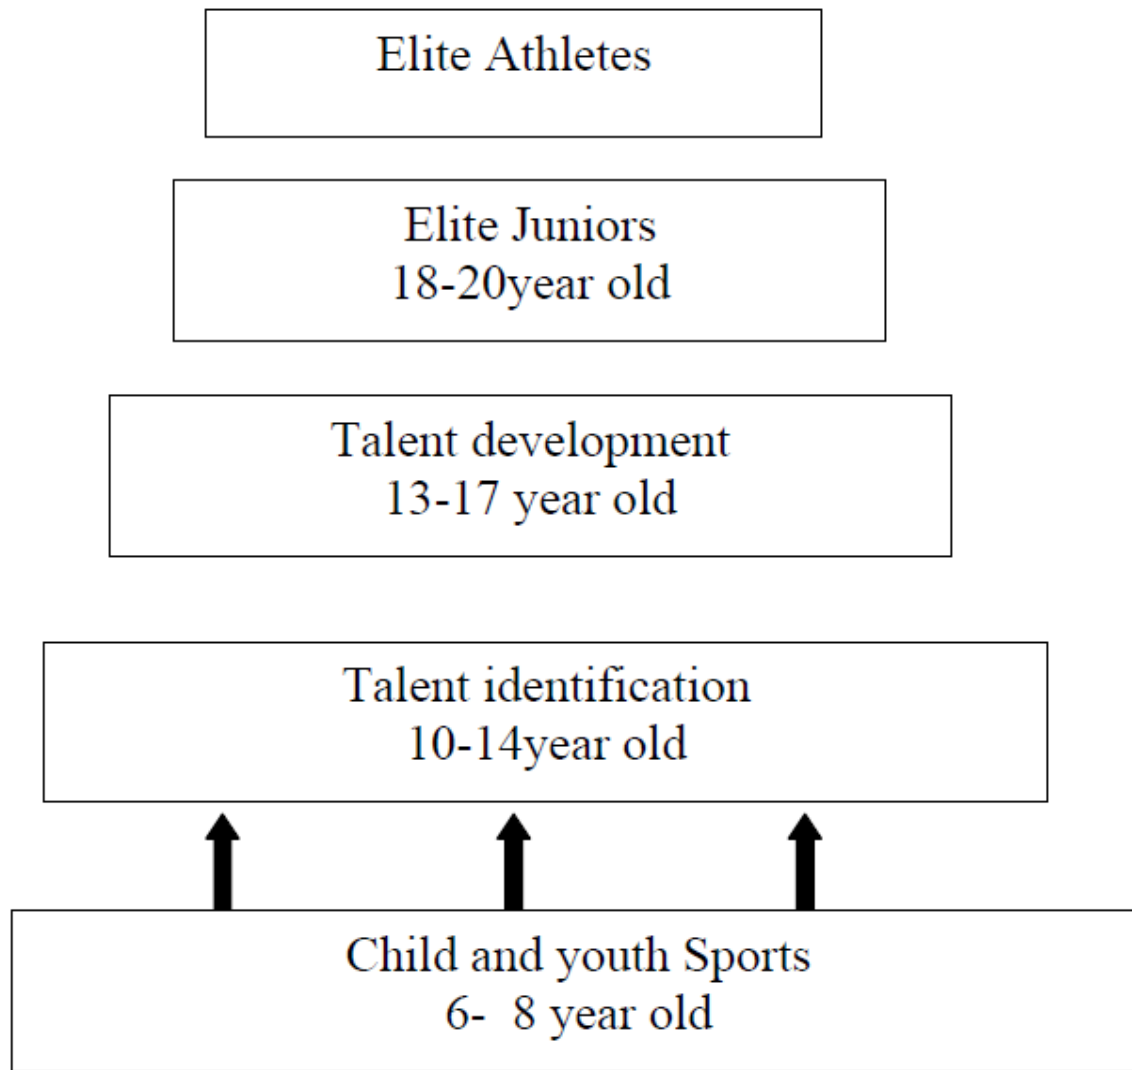 Elite Athletes
Elite Juniors
18-20year old
Talent development
13-17 year old
Talent identification
10-14year old
Child and youth Sports
6-  8 year old